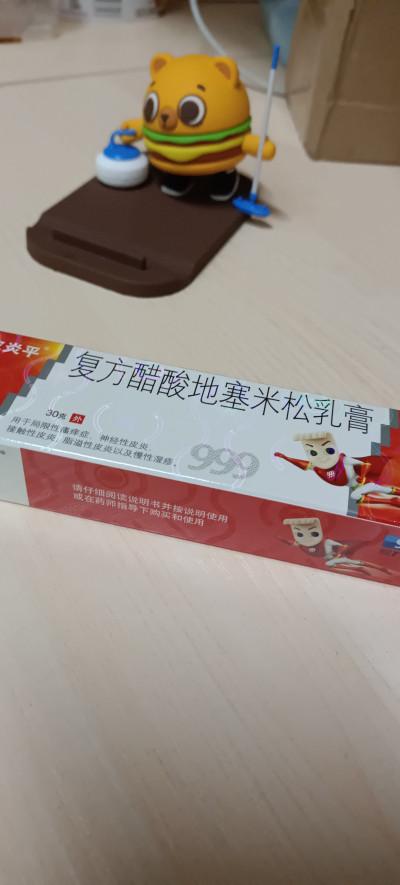 炎平®
复方醋酸地塞米松乳膏
30克 外
用于局限性瘙痒症、神经性皮炎、
接触性皮炎、脂溢性皮炎以及慢性湿疹。
999
请仔细阅读说明书并按说明使用
或在药师指导下购买和使用